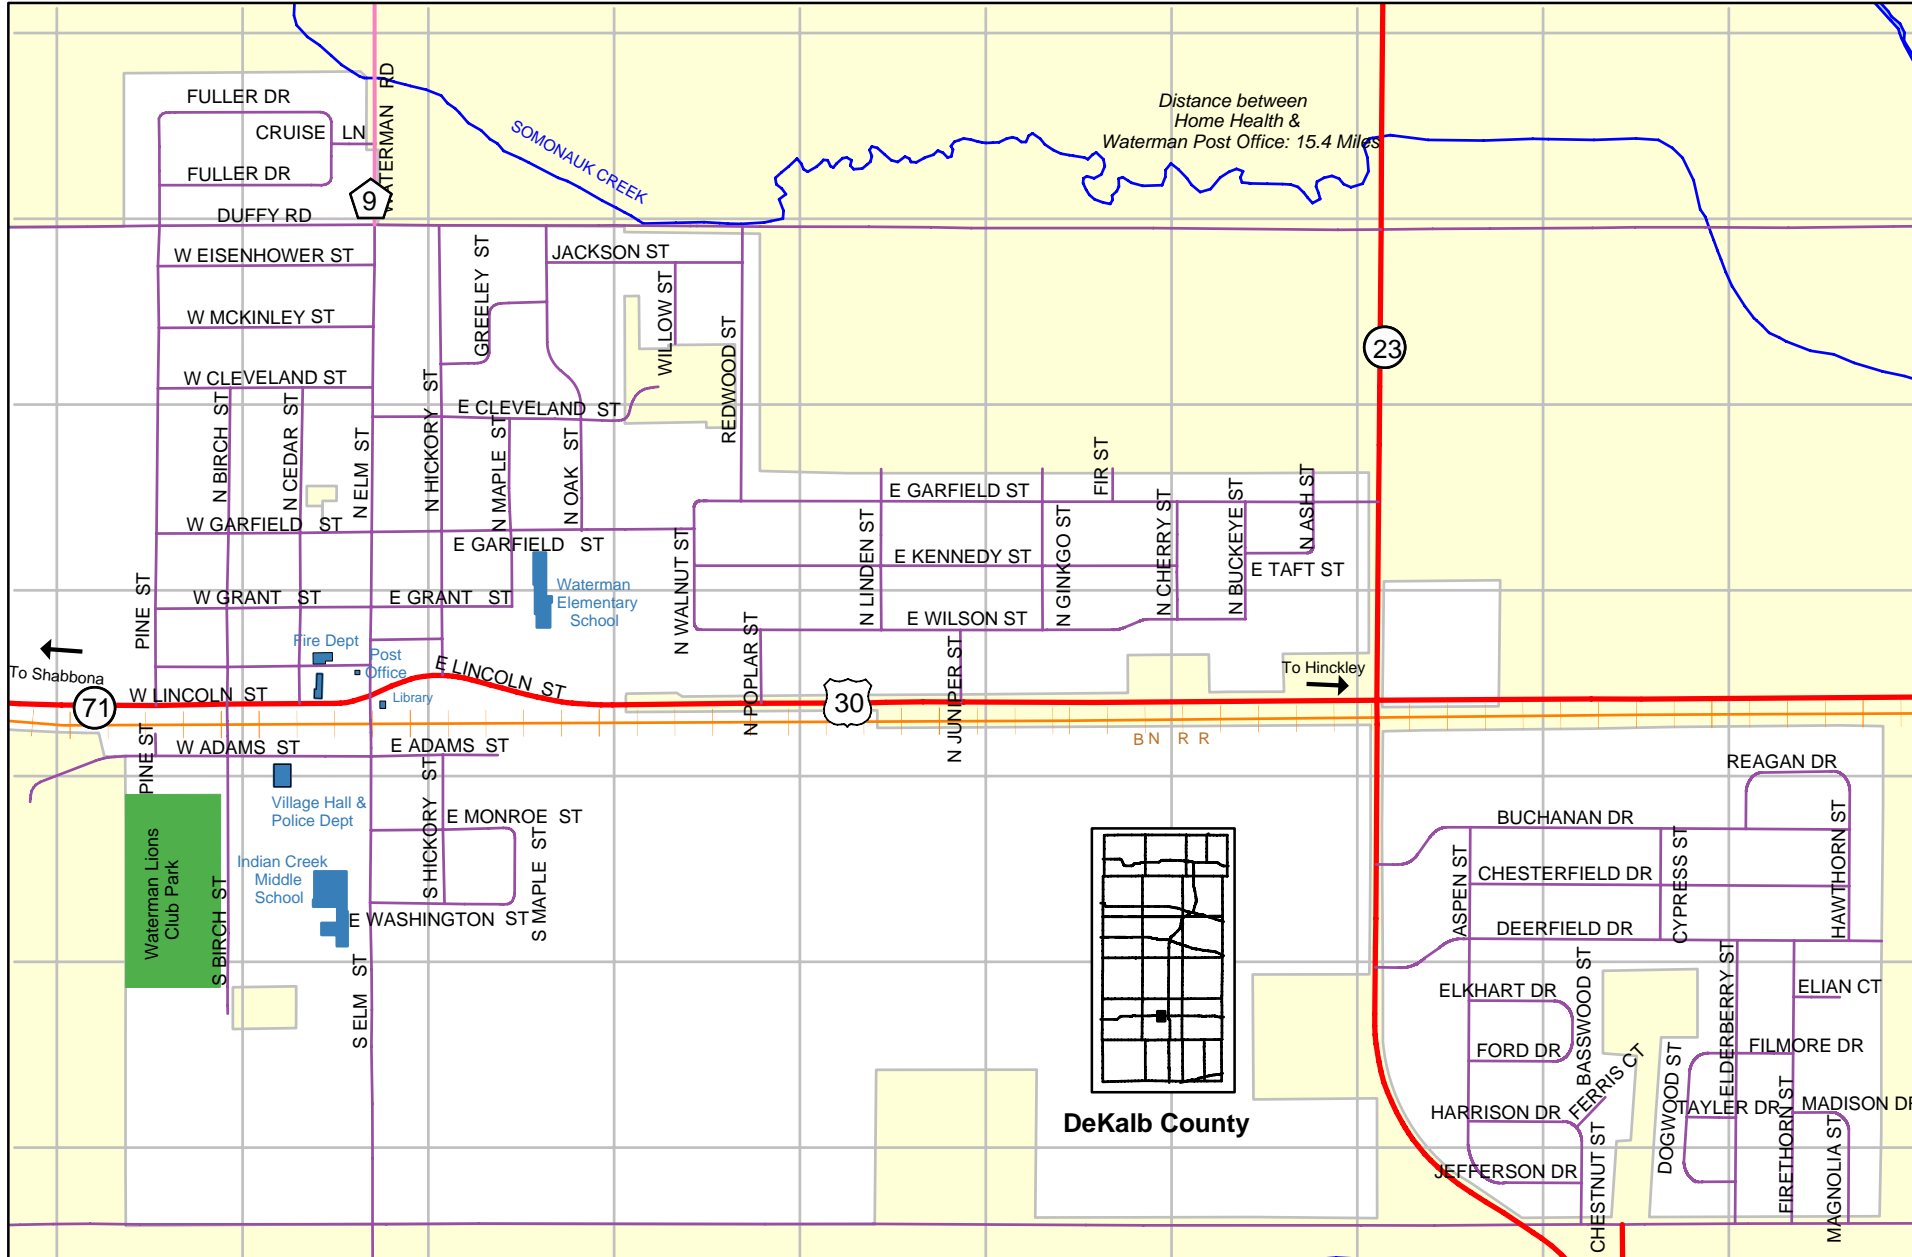 FULLER DR
CRUISE LN
FULLER DR
WATERMAN RD
9
DUFFY RD
SOMONAUK CREEK
Distance between
Home Health &
Waterman Post Office: 15.4 Miles
W EISENHOWER ST
GREELEY ST
JACKSON ST
WILLOW ST
W MCKINLEY ST
REDWOOD ST
23
W CLEVELAND ST
E CLEVELAND ST
N BIRCH ST
N CEDAR ST
N ELM ST
N HICKORY ST
N MAPLE ST
N OAK ST
W GARFIELD ST
E GARFIELD ST
E GARFIELD ST
FIR ST
N ASH ST
N BUCKEYE ST
N CHERRY ST
N GINKGO ST
N LINDEN ST
N WALNUT ST
E KENNEDY ST
E TAFT ST
Waterman
Elementary
School
PINE ST
W GRANT ST
E GRANT ST
E WILSON ST
N POPLAR ST
N JUNIPER ST
Fire Dept
Post
Office
Library
E LINCOLN ST
To Shabbona
W LINCOLN ST
71
30
To Hinckley
BN RR
PINE ST
W ADAMS ST
E ADAMS ST
Village Hall &
Police Dept
S HICKORY ST
E MONROE ST
S MAPLE ST
Waterman Lions
Club Park
S BIRCH ST
Indian Creek
Middle
School
E WASHINGTON ST
S ELM ST
DeKalb County
REAGAN DR
BUCHANAN DR
ASPEN ST
CHESTERFIELD DR
CYPRESS ST
HAWTHORN ST
DEERFIELD DR
ELKHART DR
BASSWOOD ST
ELDERBERRY ST
ELIAN CT
FORD DR
FERRIS CT
DOGWOOD ST
FILMORE DR
HARRISON DR
TAYLER DR
FIRETHORN ST
MADISON DR
JEFFERSON DR
CHESTNUT ST
MAGNOLIA ST